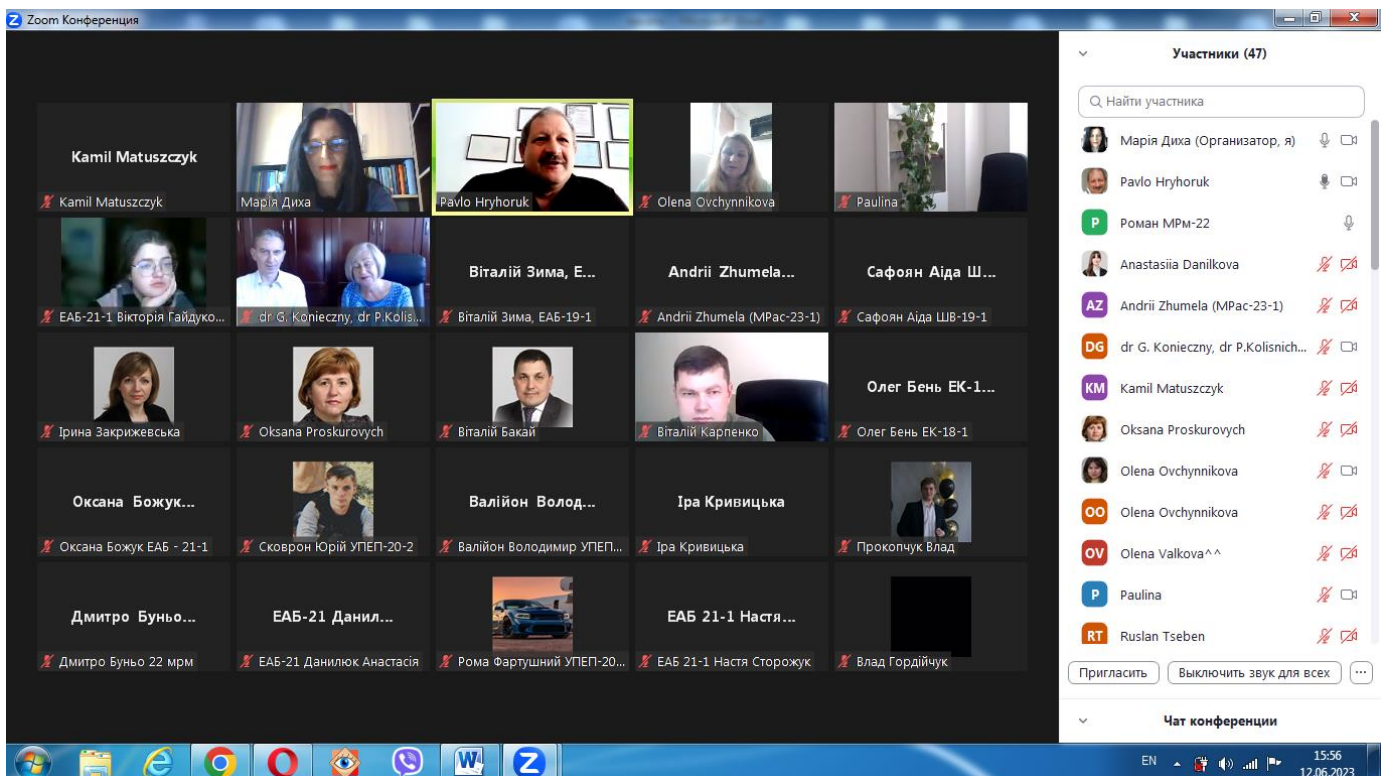 Zoom Конференция
Kamil Matuszczyk
Kamil Matuszczyk
Марія Диха
Pavlo Hryhoruk
Olena Ovchynnikova
Paulina
ЕАБ-21-1 Вікторія Гайдуко...
dr G. Konieczny, dr P.Kolis...
Віталій Зима, Е...
Віталій Зима, ЕАБ-19-1
Andrii Zhumela...
Andrii Zhumela (MPac-23-1)
Сафоян Аіда Ш...
Сафоян Аіда ШВ-19-1
Ірина Закрижевська
Oksana Proskurovych
Віталій Бакай
Віталій Карпенко
Олег Бень ЕК-1...
Олег Бень ЕК-18-1
Оксана Божук...
Оксана Божук ЕАБ - 21-1
Сковрон Юрій УПЕП-20-2
Валійон Волод...
Валійон Володимир УПЕП...
Іра Кривицька
Іра Кривицька
Прокопчук Влад
Дмитро Буньо...
Дмитро Буньо 22 мрм
ЕАБ-21 Данил...
ЕАБ-21 Данилюк Анастасія
Рома Фартушний УПЕП-20...
ЕАБ 21-1 Настя...
ЕАБ 21-1 Настя Сторожук
Влад Гордійчук
Участники (47)
Найти участника
Марія Диха (Организатор, я)
Pavlo Hryhoruk
Р Роман МРм-22
Anastasiia Danilkova
AZ Andrii Zhumela (MPac-23-1)
DG dr G. Konieczny, dr P.Kolisnich...
KM Kamil Matuszczyk
Oksana Proskurovych
Olena Ovchynnikova
OO Olena Ovchynnikova
OV Olena Valkova^^
P Paulina
RT Ruslan Tseben
Пригласить Выключить звук для всех ...
Чат конференции
EN 15:56
12.06.2023